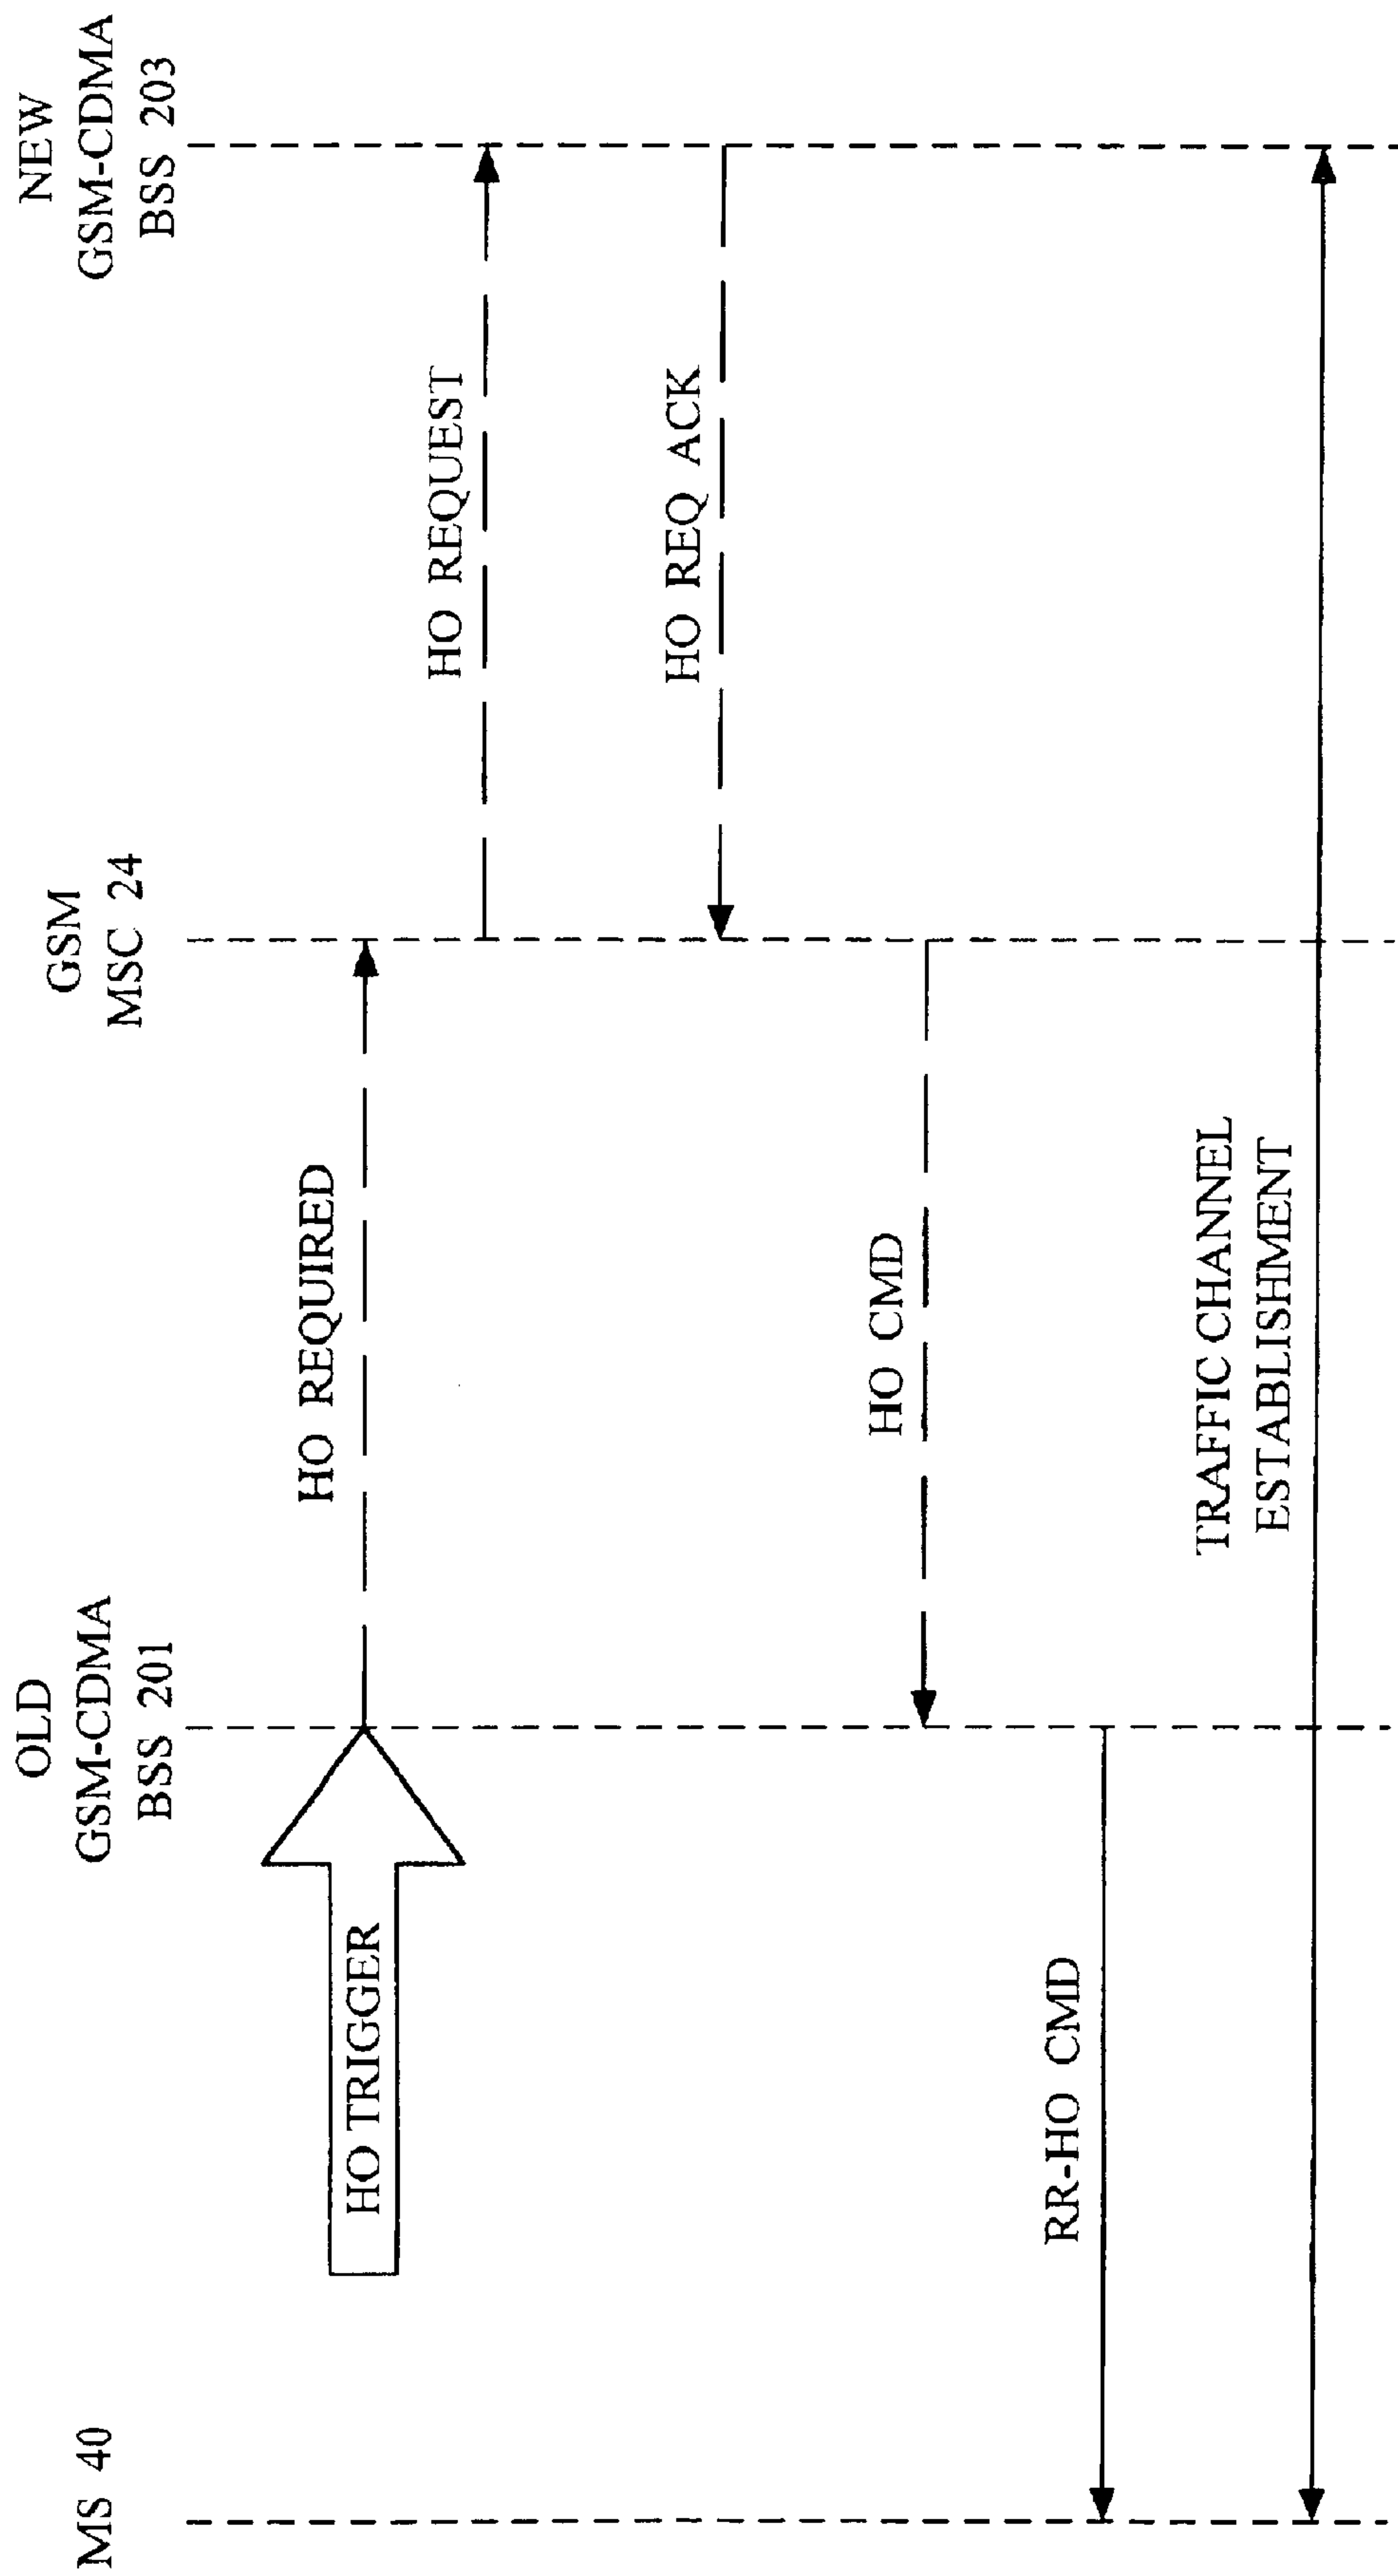 MS 40
OLD
GSM-CDMA
BSS 201
GSM
MSC 24
NEW
GSM-CDMA
BSS 203
HO TRIGGER
HO REQUIRED
HO REQUEST
HO REQ ACK
HO CMD
RR-HO CMD
TRAFFIC CHANNEL
ESTABLISHMENT